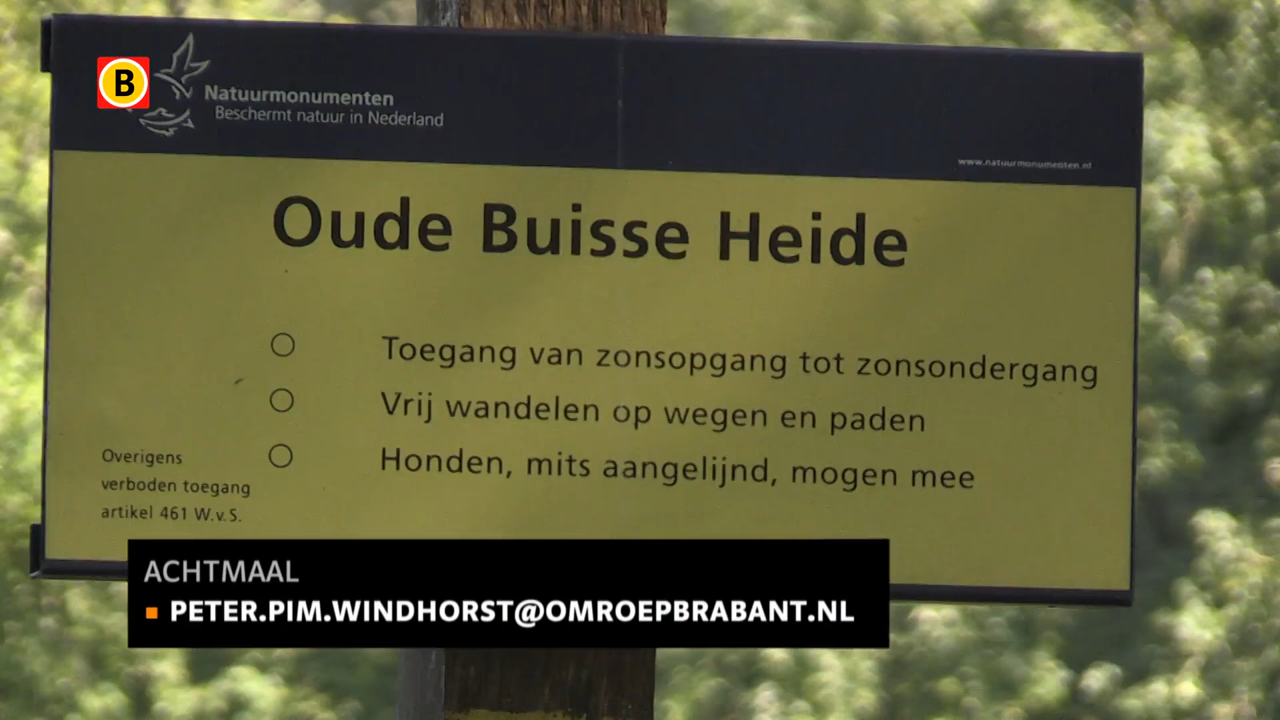 B
Natuurmonumenten
Beschermt natuur in Nederland
www.natuurmonumenten.nl
Oude Buisse Heide
Toegang van zonsopgang tot zonsondergang
Vrij wandelen op wegen en paden
Honden, mits aangelijnd, mogen mee
Overigens
verboden toegang
artikel 461 W.v.S.
ACHTMAAL
PETER.PIM.WINDHORST@OMROEPBRABANT.NL